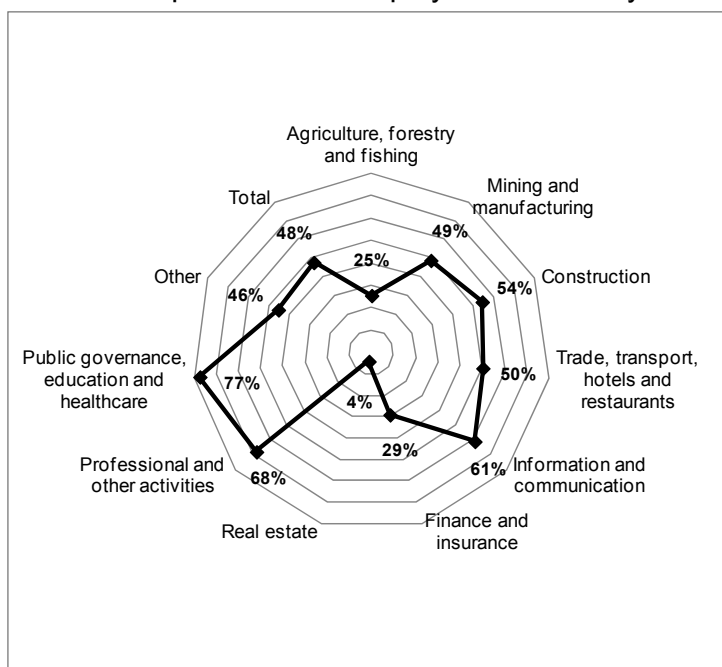 Agriculture, forestry
and fishing
Mining and
manufacturing
Total
48%
49%
25%
Other
46%
Construction
54%
Public governance,
education and
healthcare
77%
Trade, transport,
hotels and
restaurants
50%
4%
29%
61%
Professional and
other activities
68%
Information and
communication
Real estate
Finance and
insurance